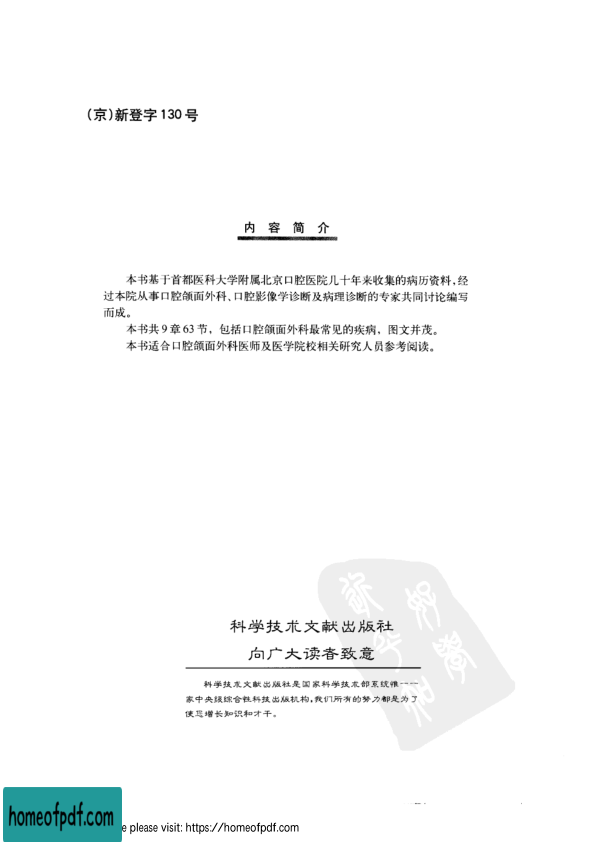 (京)新登字130号
内 容 简 介
本书基于首都医科大学附属北京口腔医院几十年来收集的病历资料,经
过本院从事口腔颌面外科、口腔影像学诊断及病理诊断的专家共同讨论编写
而成。
本书共9章63节,包括口腔颌面外科最常见的疾病,图文并茂。
本书适合口腔颌面外科医师及医学院校相关研究人员参考阅读。
科学技术文献出版社
向广大读者致意
科学技术文献出版社是国家科学技术部系统惟一一
家中央级综合性科技出版机构,我们所有的努力都是为了
使您增长知识和才干。
homeofpdf.com
e please visit: https://homeofpdf.com